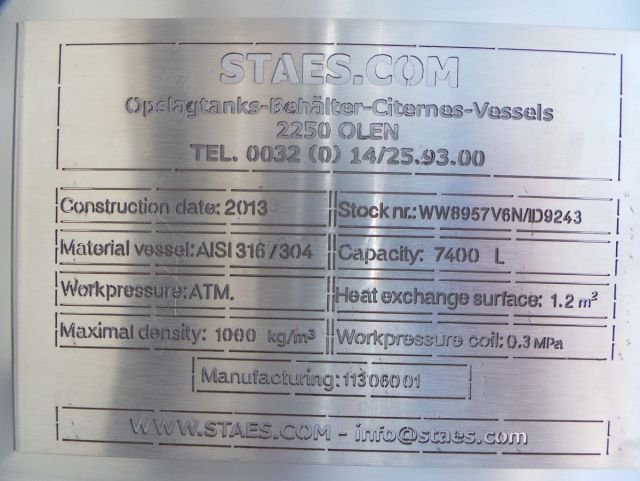 STAES.COM
Opslagtanks-Behälter-Citernes-Vessels
2250 OLEN
TEL. 0032 (0) 14/25.93.00
Construction date: 2013
Stock nr.: WW8957V6N/ID9243
Material vessel: AISI 316 / 304
Capacity: 7400 L
Workpressure: ATM.
Heat exchange surface: 1.2 m²
Maximal density: 1000 kg/m³
Workpressure coil: 0.3 MPa
Manufacturing: 11306001
WWW.STAES.COM - info@staes.com